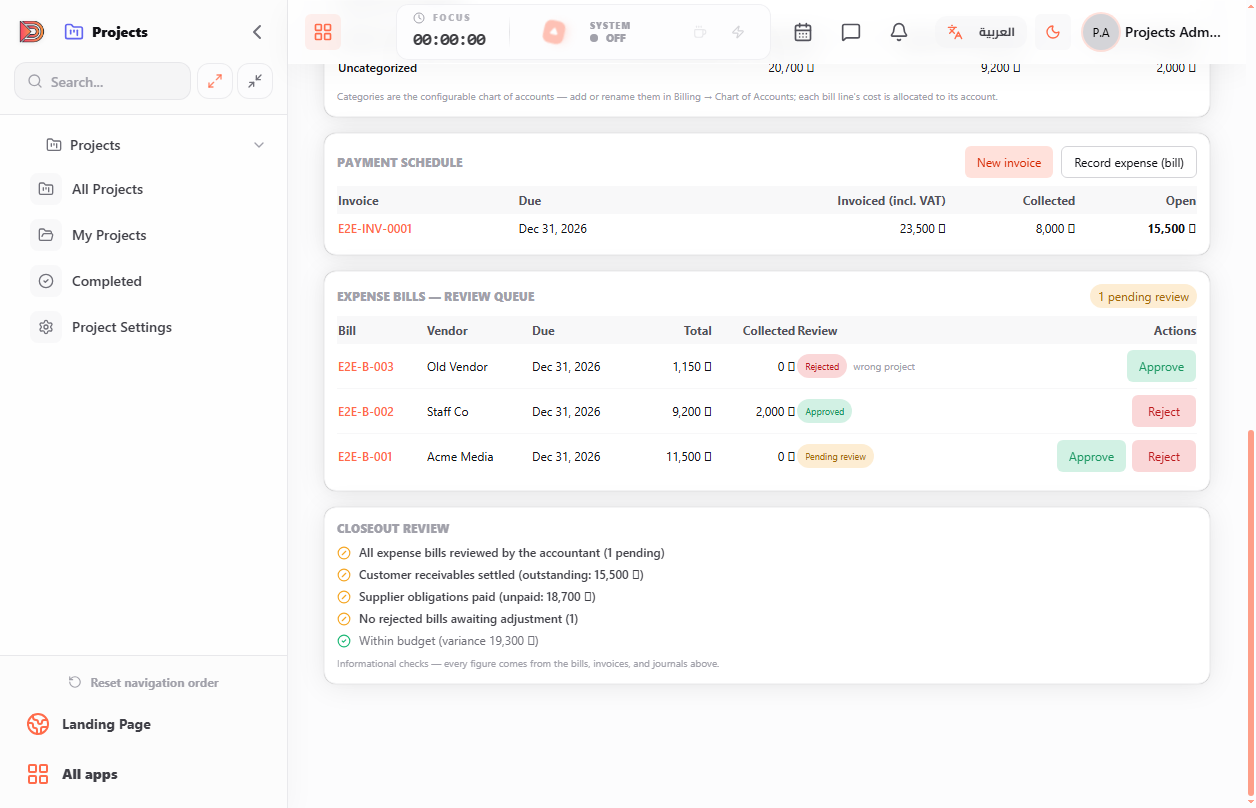 Projects
Search...
Projects
All Projects
My Projects
Completed
Project Settings
Reset navigation order
Landing Page
All apps
FOCUS
00:00:00
SYSTEM
OFF
العربية
P.A
Projects Adm...
Uncategorized 20,700 9,200 2,000
Categories are the configurable chart of accounts — add or rename them in Billing → Chart of Accounts; each bill line's cost is allocated to its account.
PAYMENT SCHEDULE
New invoice
Record expense (bill)
Invoice Due Invoiced (incl. VAT) Collected Open
E2E-INV-0001 Dec 31, 2026 23,500 8,000 15,500
EXPENSE BILLS — REVIEW QUEUE
1 pending review
Bill Vendor Due Total Collected Review Actions
E2E-B-003 Old Vendor Dec 31, 2026 1,150 0 Rejected wrong project Approve
E2E-B-002 Staff Co Dec 31, 2026 9,200 2,000 Approved Reject
E2E-B-001 Acme Media Dec 31, 2026 11,500 0 Pending review Approve Reject
CLOSEOUT REVIEW
All expense bills reviewed by the accountant (1 pending)
Customer receivables settled (outstanding: 15,500 )
Supplier obligations paid (unpaid: 18,700 )
No rejected bills awaiting adjustment (1)
Within budget (variance 19,300 )
Informational checks — every figure comes from the bills, invoices, and journals above.